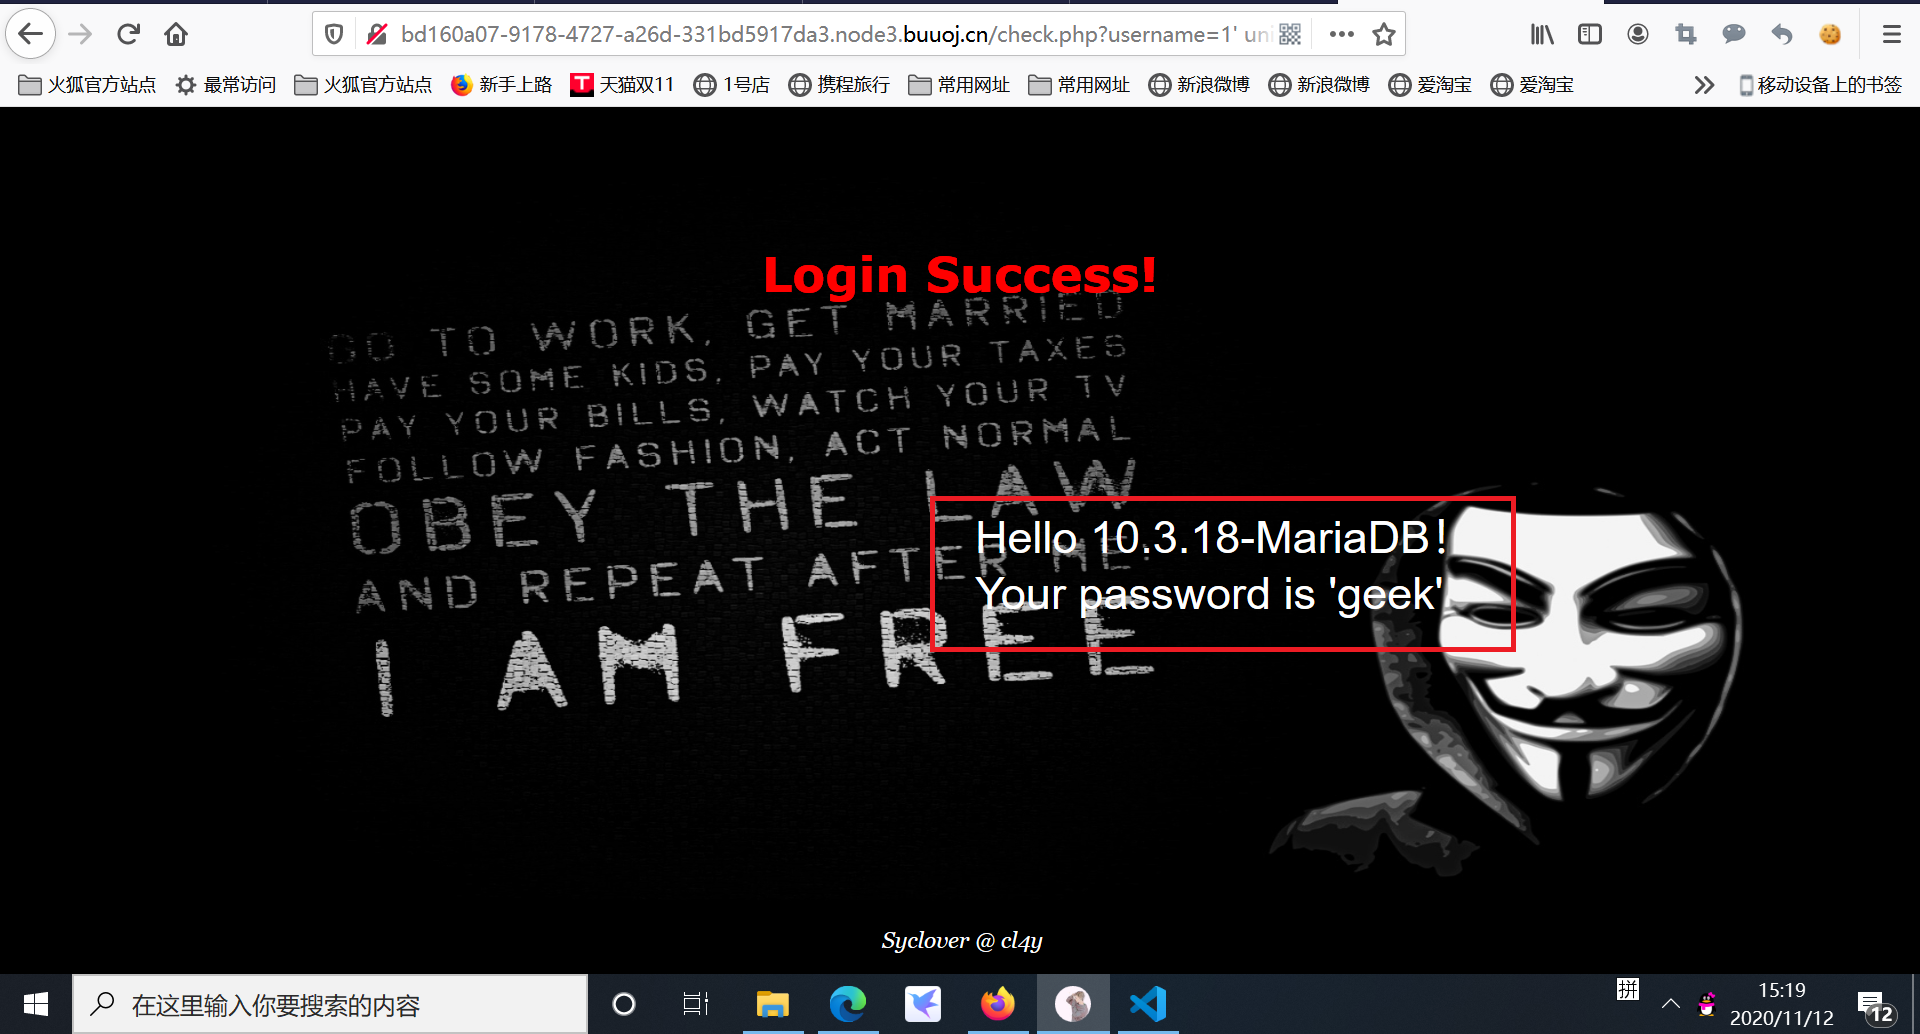 bd160a07-9178-4727-a26d-331bd5917da3.node3.buuoj.cn/check.php?username=1' uni
火狐官方站点 最常访问 火狐官方站点 新手上路 天猫双11 1号店 携程旅行 常用网址 常用网址 新浪微博 新浪微博 爱淘宝 爱淘宝 移动设备上的书签
Login Success!
GO TO WORK, GET MARRIED
HAVE SOME KIDS, PAY YOUR TAXES
PAY YOUR BILLS, WATCH YOUR TV
FOLLOW FASHION, ACT NORMAL
OBEY THE LAW
AND REPEAT AFTER ME:
I AM FREE
Hello 10.3.18-MariaDB!
Your password is 'geek'
Syclover @ cl4y
在这里输入你要搜索的内容
拼
15:19
2020/11/12
12